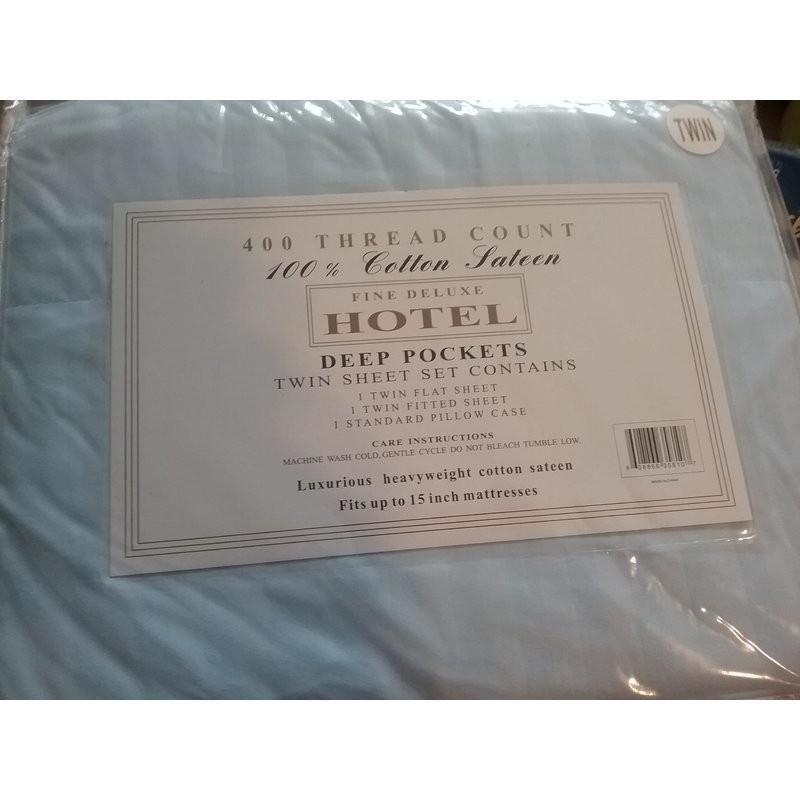 TWIN
400 THREAD COUNT
100% Cotton Sateen
FINE DELUXE
HOTEL
DEEP POCKETS
TWIN SHEET SET CONTAINS
1 TWIN FLAT SHEET
1 TWIN FITTED SHEET
1 STANDARD PILLOW CASE
CARE INSTRUCTIONS
MACHINE WASH COLD, GENTLE CYCLE DO NOT BLEACH TUMBLE LOW.
Luxurious heavyweight cotton sateen
Fits up to 15 inch mattresses